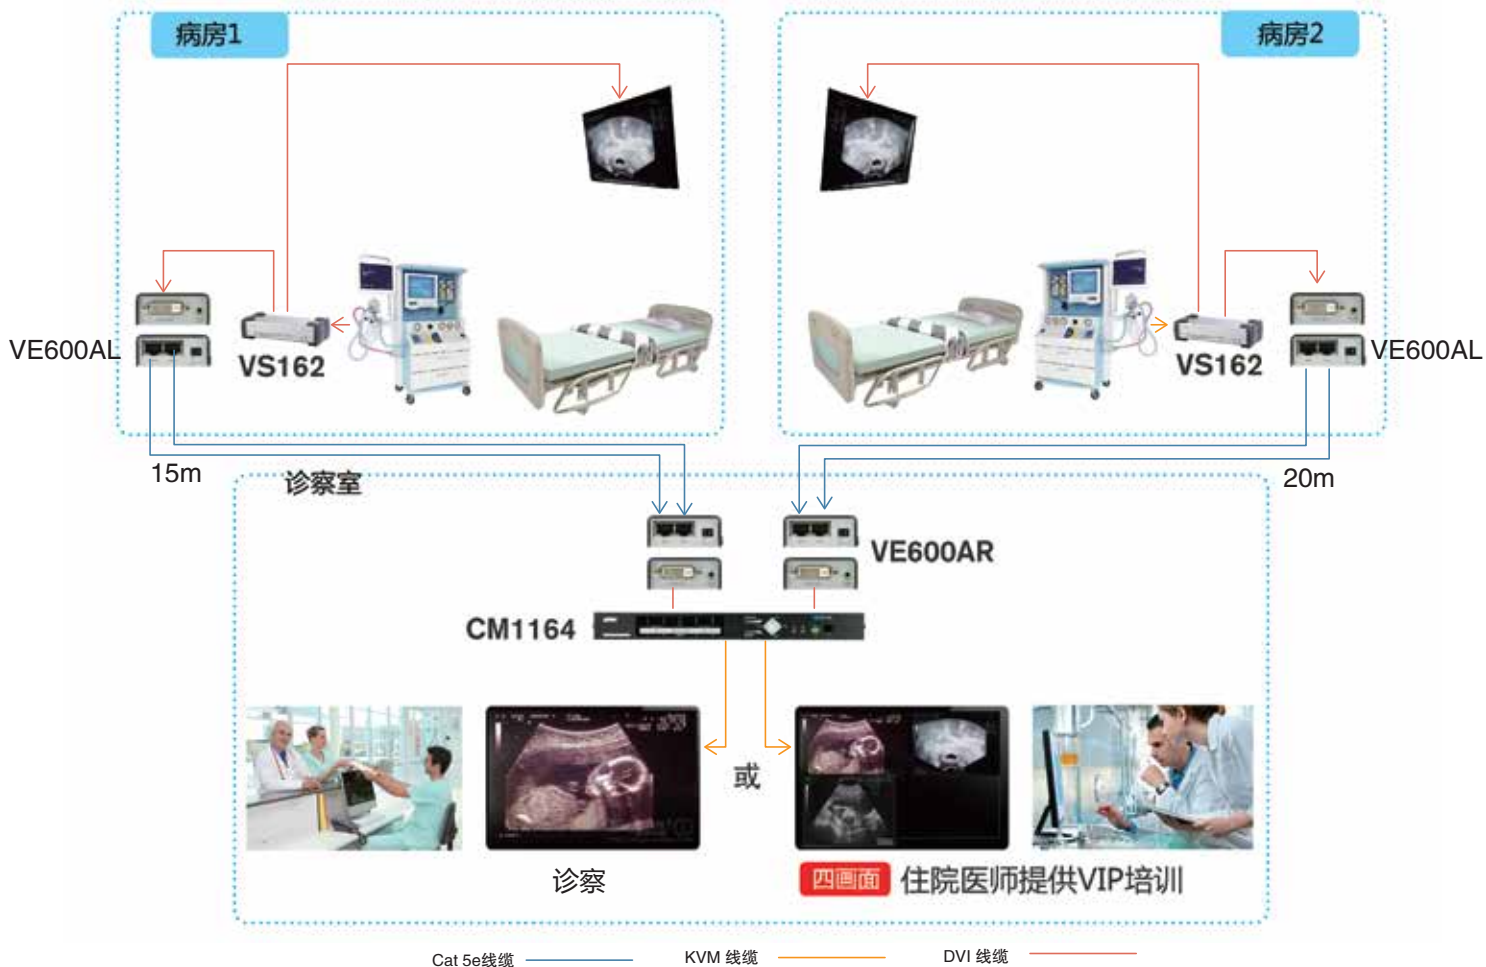 病房1
病房2
VE600AL
VS162
VS162
VE600AL
15m
20m
诊察室
VE600AR
CM1164
或
诊察
四画面 住院医师提供VIP培训
Cat 5e线缆
KVM 线缆
DVI 线缆